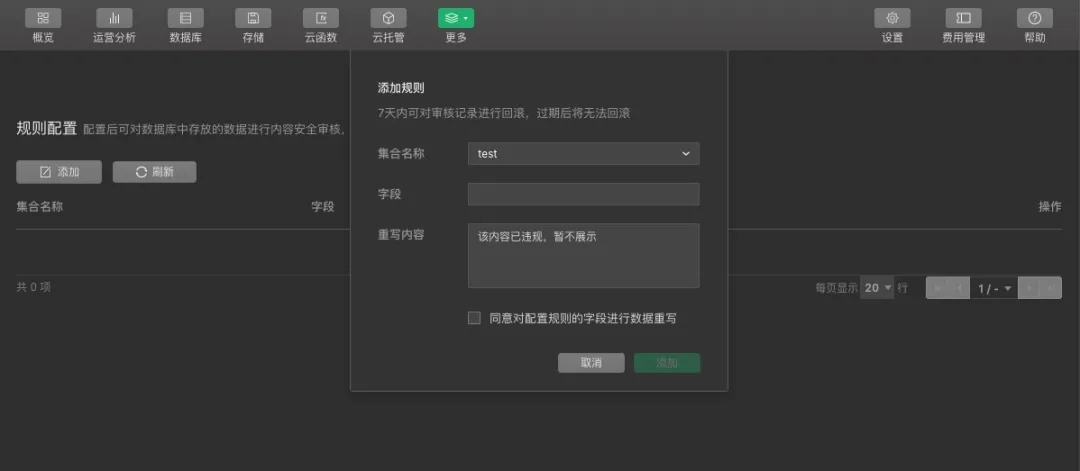 概览 运营分析 数据库 存储 云函数 云托管 更多 设置 费用管理 帮助
添加规则
7天内可对审核记录进行回滚，过期后将无法回滚
规则配置 配置后可对数据库中存放的数据进行内容安全审核，
集合名称 test
添加 刷新
字段
集合名称 字段 操作
重写内容 该内容已违规，暂不展示
共 0 项 每页显示 20 行 1 / -
同意对配置规则的字段进行数据重写
取消 添加